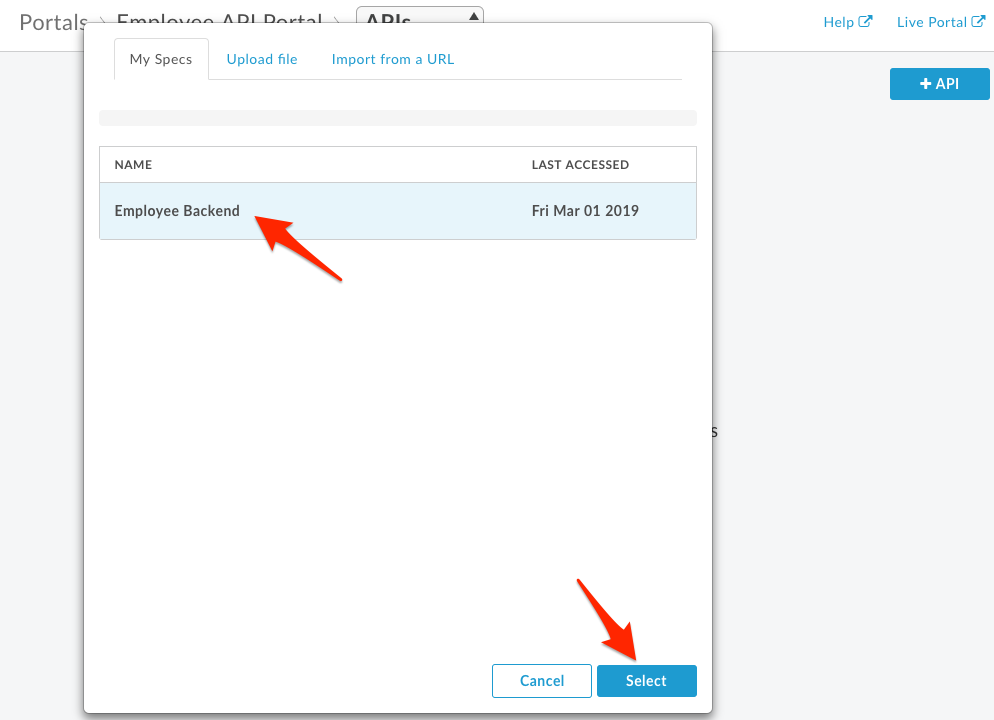 Portals > Employee API Portal > APIs
Help
Live Portal
My Specs
Upload file
Import from a URL
+ API
NAME
LAST ACCESSED
Employee Backend
Fri Mar 01 2019
s
Cancel
Select